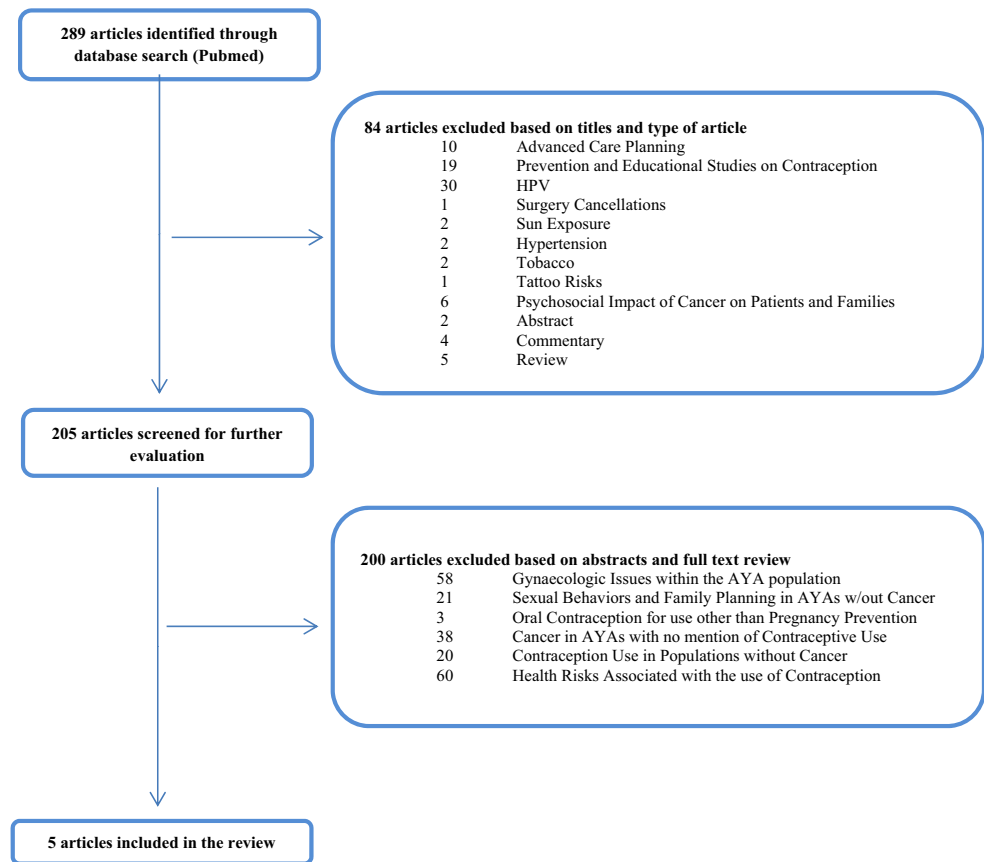 289 articles identified through
database search (Pubmed)
84 articles excluded based on titles and type of article
10 Advanced Care Planning
19 Prevention and Educational Studies on Contraception
30 HPV
1 Surgery Cancellations
2 Sun Exposure
2 Hypertension
2 Tobacco
1 Tattoo Risks
6 Psychosocial Impact of Cancer on Patients and Families
2 Abstract
4 Commentary
5 Review
205 articles screened for further
evaluation
200 articles excluded based on abstracts and full text review
58 Gynaecologic Issues within the AYA population
21 Sexual Behaviors and Family Planning in AYAs w/out Cancer
3 Oral Contraception for use other than Pregnancy Prevention
38 Cancer in AYAs with no mention of Contraceptive Use
20 Contraception Use in Populations without Cancer
60 Health Risks Associated with the use of Contraception
5 articles included in the review